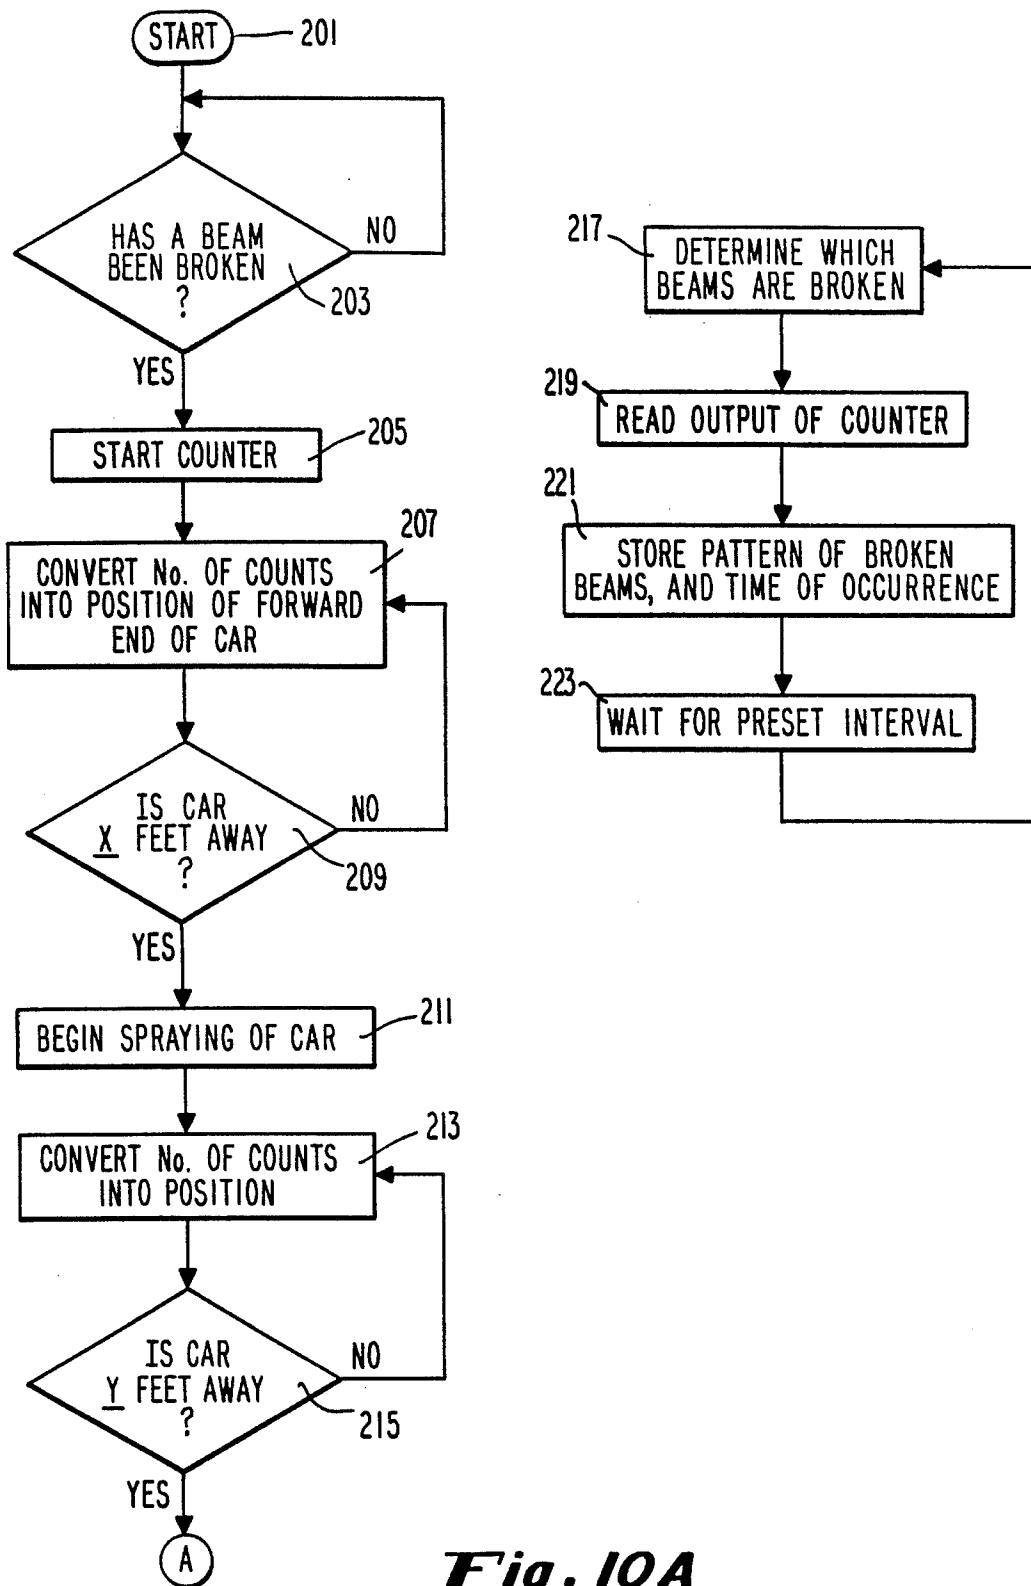 START
201
HAS A BEAM
BEEN BROKEN
?
203
NO
YES
START COUNTER
205
207
CONVERT No. OF COUNTS
INTO POSITION OF FORWARD
END OF CAR
IS CAR
X FEET AWAY
?
209
NO
YES
BEGIN SPRAYING OF CAR
211
213
CONVERT No. OF COUNTS
INTO POSITION
IS CAR
Y FEET AWAY
?
215
NO
YES
A
217
DETERMINE WHICH
BEAMS ARE BROKEN
219
READ OUTPUT OF COUNTER
221
STORE PATTERN OF BROKEN
BEAMS, AND TIME OF OCCURRENCE
223
WAIT FOR PRESET INTERVAL
Fig. 10A